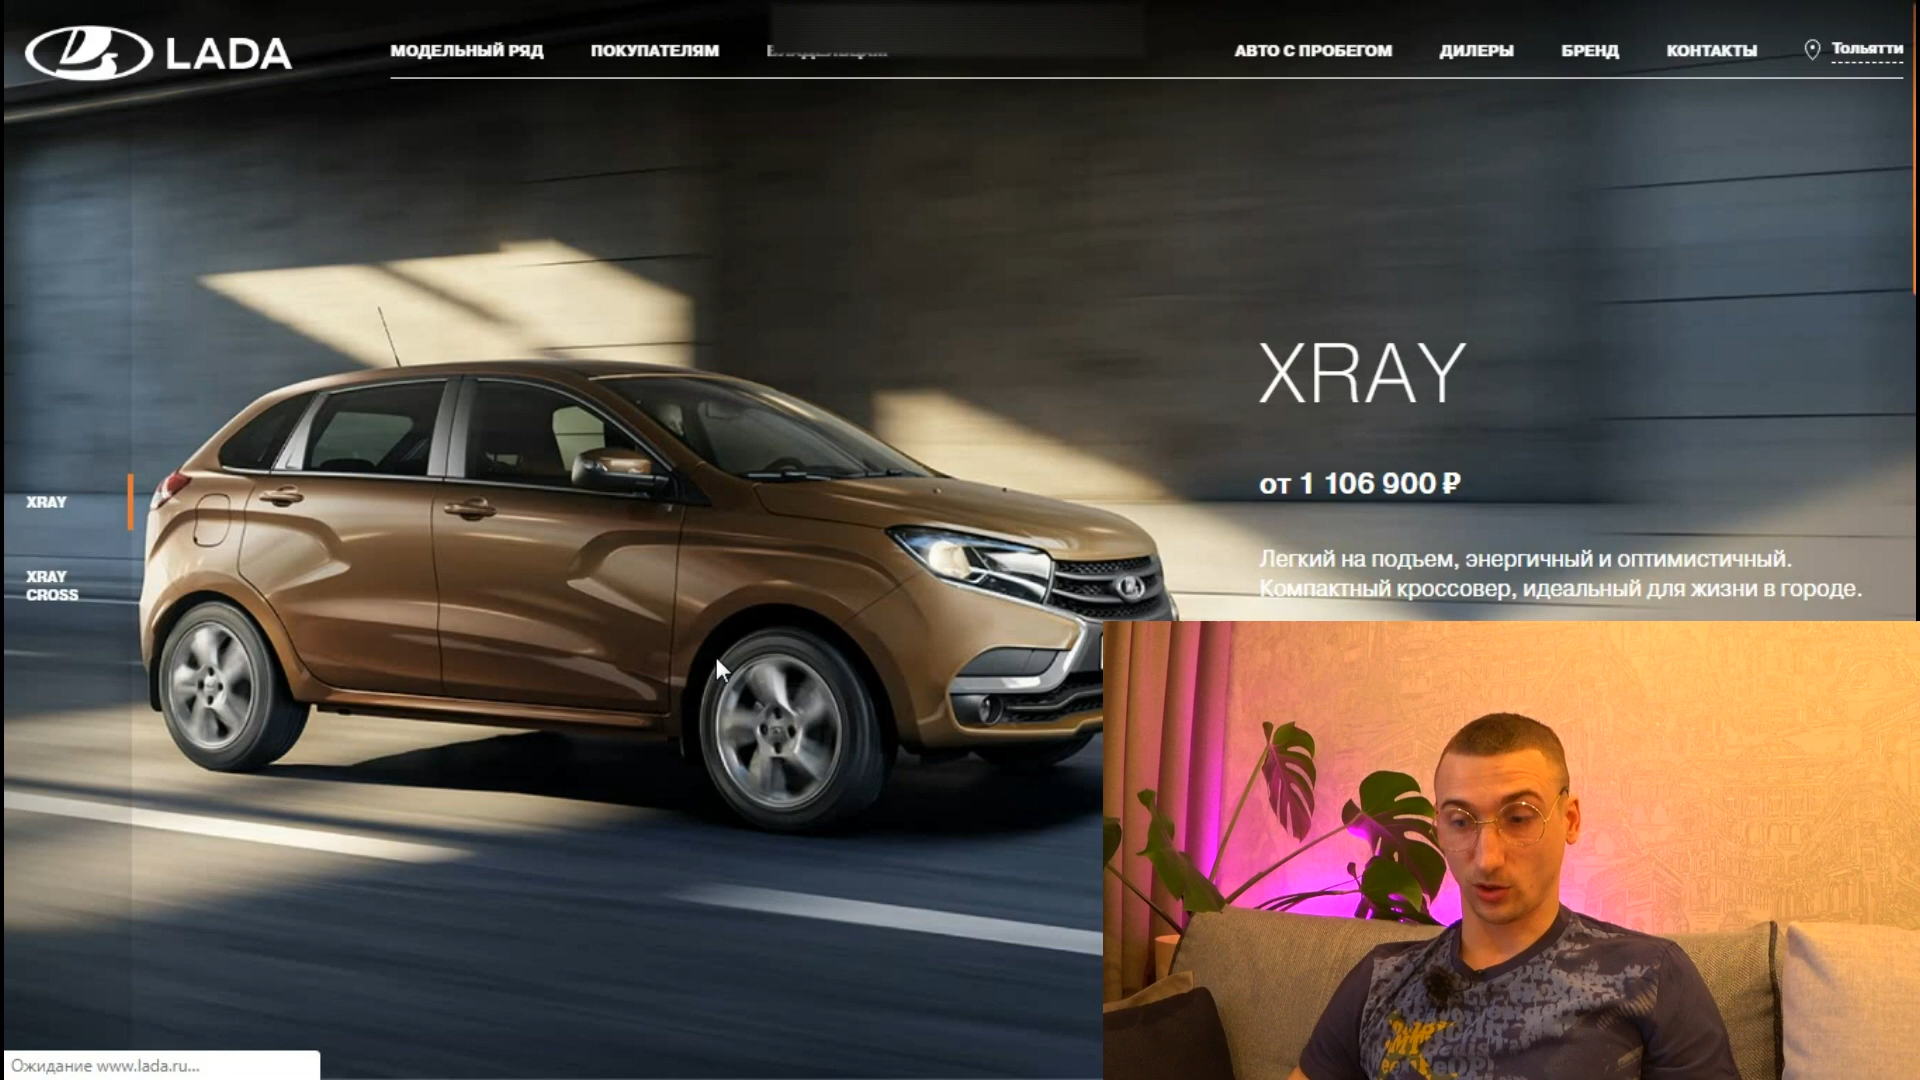 LADA
МОДЕЛЬНЫЙ РЯД
ПОКУПАТЕЛЯМ
АВТО С ПРОБЕГОМ
ДИЛЕРЫ
БРЕНД
КОНТАКТЫ
Тольятти
XRAY
от 1 106 900 ₽
Легкий на подъем, энергичный и оптимистичный.
Компактный кроссовер, идеальный для жизни в городе.
XRAY
XRAY
CROSS
Ожидание www.lada.ru...